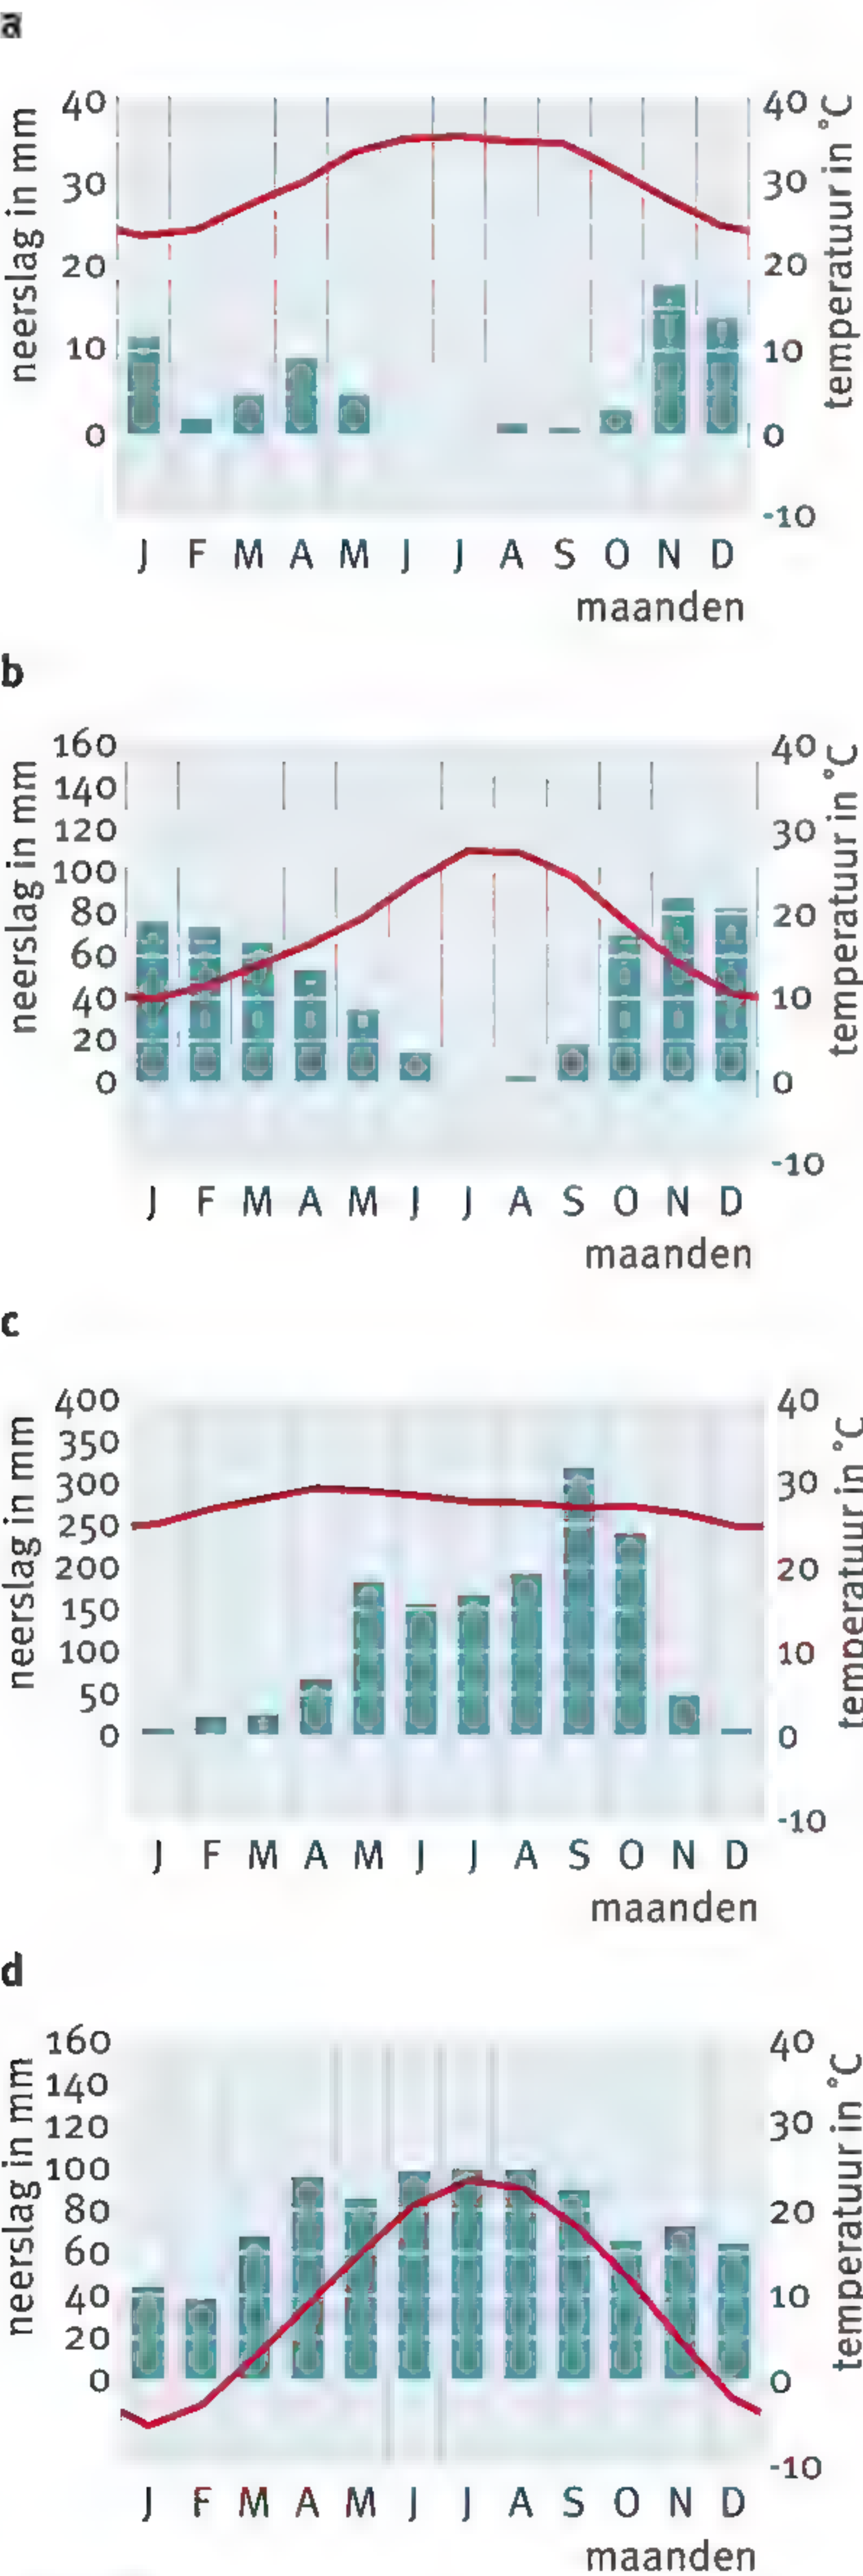 a
neerslag in mm
temperatuur in °C
40 40
30 30
20 20
10 10
0 0
-10
J F M A M J J A S O N D
maanden
b
neerslag in mm
temperatuur in °C
160 40
140
120 30
100
80 20
60
40 10
20
0 0
-10
J F M A M J J A S O N D
maanden
c
neerslag in mm
temperatuur in °C
400 40
350
300 30
250
200 20
150
100 10
50
0 0
-10
J F M A M J J A S O N D
maanden
d
neerslag in mm
temperatuur in °C
160 40
140
120 30
100
80 20
60
40 10
20
0 0
-10
J F M A M J J A S O N D
maanden